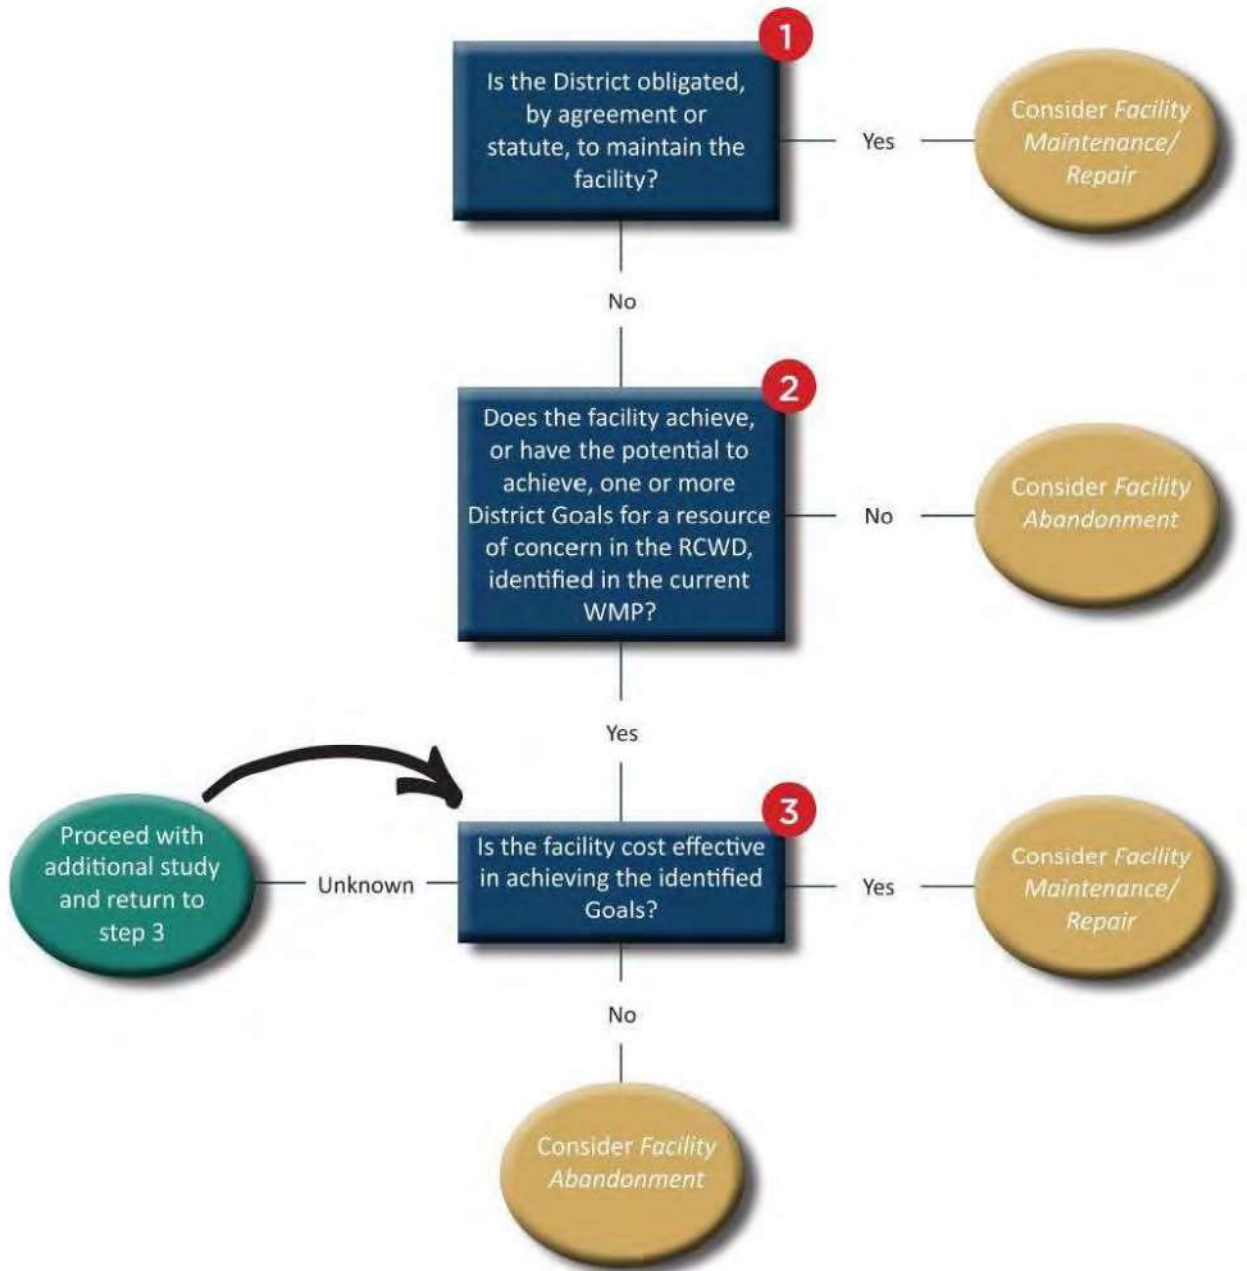 1
Is the District obligated,
by agreement or
statute, to maintain the
facility?
Yes
Consider Facility
Maintenance/
Repair
No
2
Does the facility achieve,
or have the potential to
achieve, one or more
District Goals for a resource
of concern in the RCWD,
identified in the current
WMP?
No
Consider Facility
Abandonment
Yes
3
Is the facility cost effective
in achieving the identified
Goals?
Unknown
Proceed with
additional study
and return to
step 3
Yes
Consider Facility
Maintenance/
Repair
No
Consider Facility
Abandonment